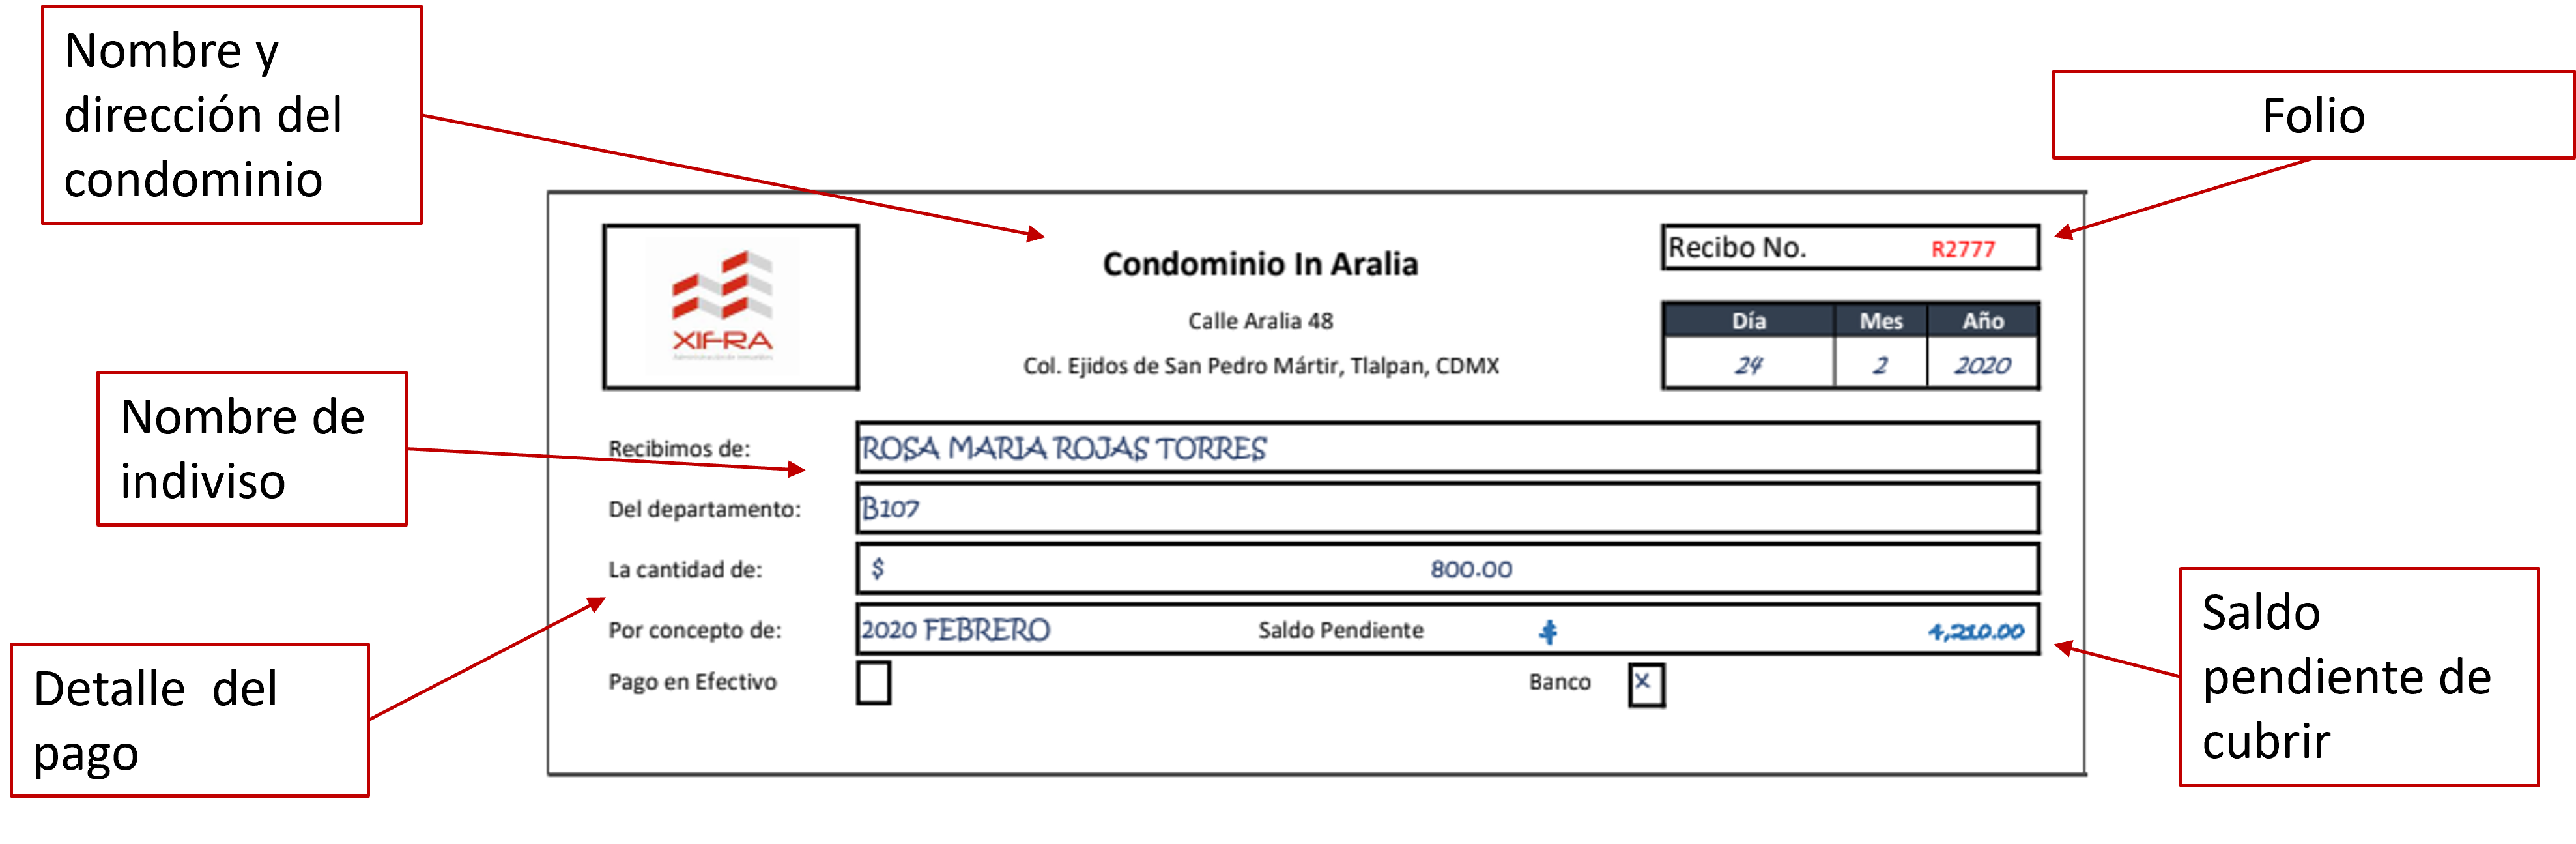 Nombre y
dirección del
condominio
Folio
XIFRA
Administración de Inmuebles
Condominio In Aralia
Calle Aralia 48
Col. Ejidos de San Pedro Mártir, Tlalpan, CDMX
Recibo No. R2777
Día Mes Año
24 2 2020
Nombre de
indiviso
Recibimos de: ROSA MARIA ROJAS TORRES
Del departamento: B107
La cantidad de: $ 800.00
Por concepto de: 2020 FEBRERO Saldo Pendiente $ 4,210.00
Pago en Efectivo Banco X
Detalle del
pago
Saldo
pendiente de
cubrir